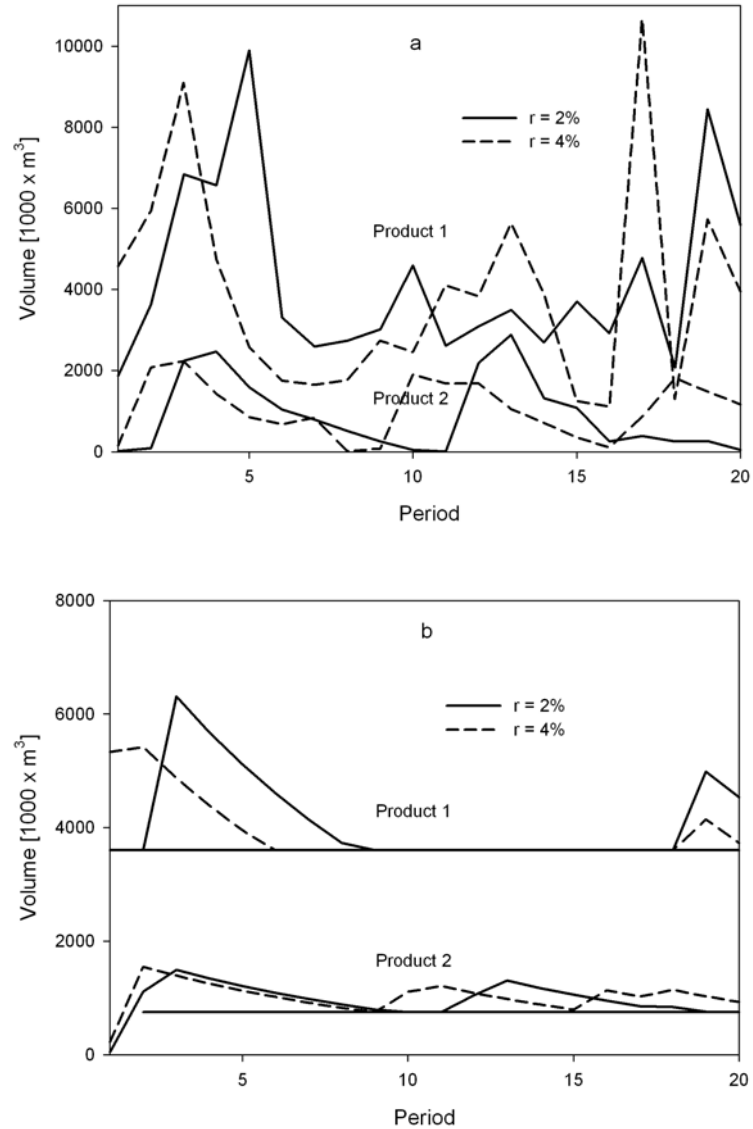 a
10000
8000
6000
4000
2000
0
Volume [1000 x m³]
r = 2%
r = 4%
Product 1
Product 2
5
10
15
20
Period
b
8000
6000
4000
2000
0
Volume [1000 x m³]
r = 2%
r = 4%
Product 1
Product 2
5
10
15
20
Period